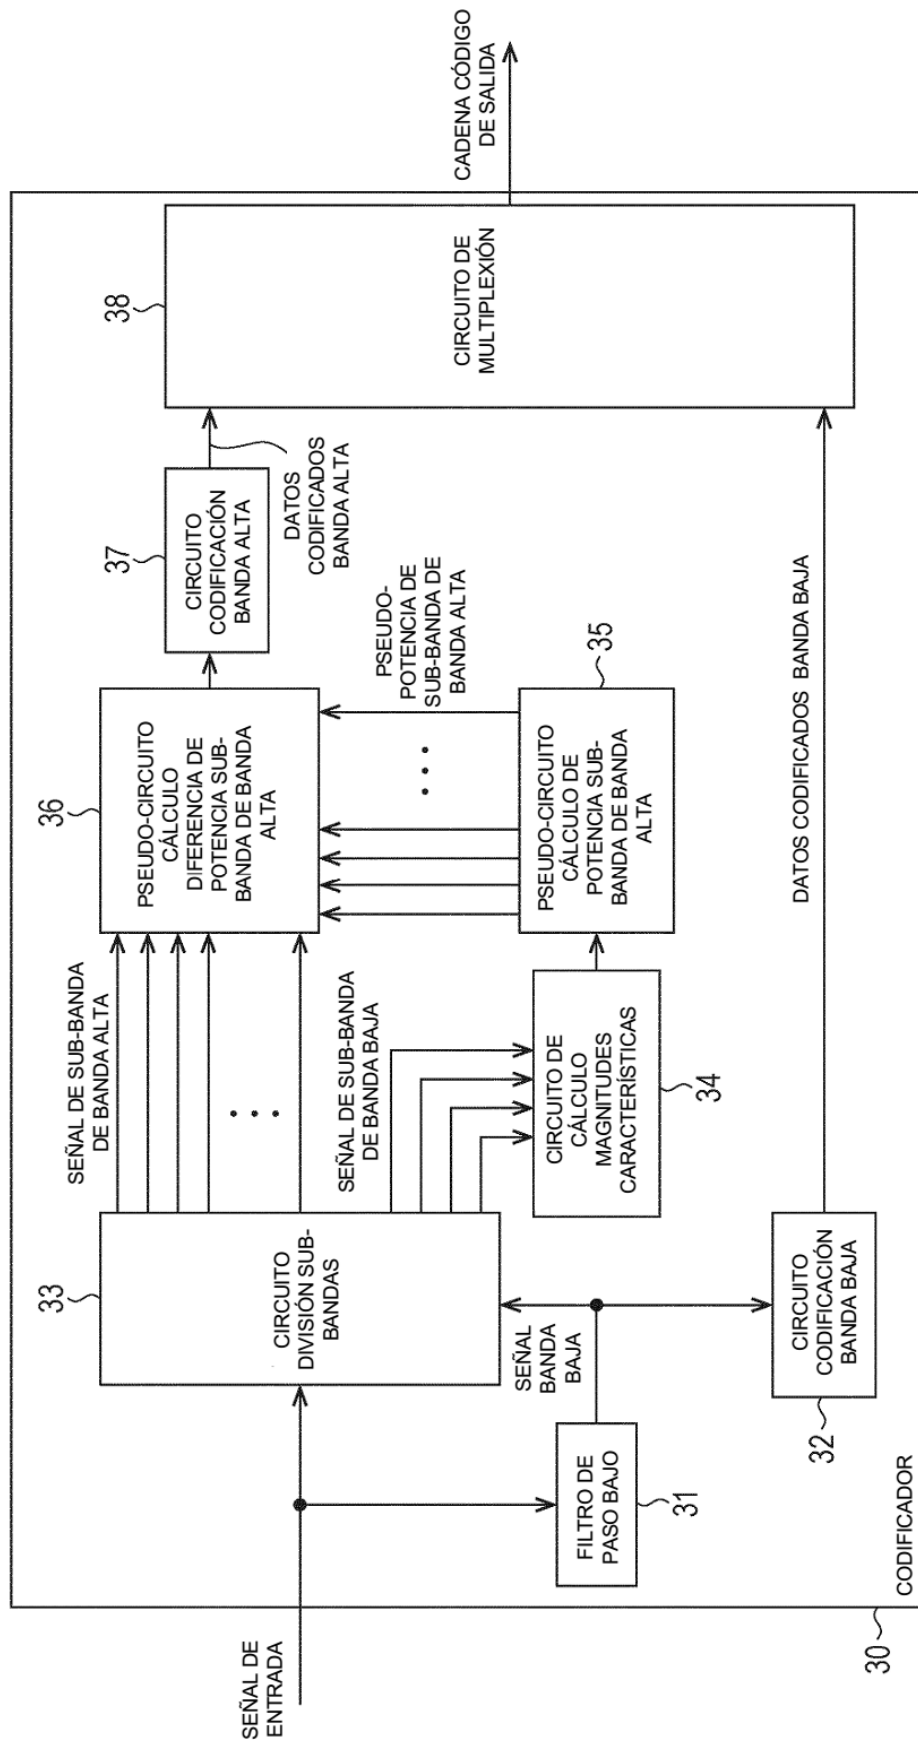 SEÑAL DE
ENTRADA
30
CODIFICADOR
FILTRO DE
PASO BAJO
31
33
CIRCUITO
DIVISIÓN SUB-
BANDAS
SEÑAL
BANDA
BAJA
32
CIRCUITO
CODIFICACIÓN
BANDA BAJA
SEÑAL DE SUB-BANDA
DE BANDA ALTA
SEÑAL DE SUB-BANDA
DE BANDA BAJA
CIRCUITO DE
CÁLCULO
MAGNITUDES
CARACTERÍSTICAS
34
36
PSEUDO-CIRCUITO
CÁLCULO
DIFERENCIA DE
POTENCIA SUB-
BANDA DE BANDA
ALTA
PSEUDO-
POTENCIA DE
SUB-BANDA DE
BANDA ALTA
PSEUDO-CIRCUITO
CÁLCULO DE
POTENCIA SUB-
BANDA DE BANDA
ALTA
35
37
CIRCUITO
CODIFICACIÓN
BANDA ALTA
DATOS
CODIFICADOS
BANDA ALTA
DATOS CODIFICADOS BANDA BAJA
38
CIRCUITO DE
MULTIPLEXIÓN
CADENA CÓDIGO
DE SALIDA